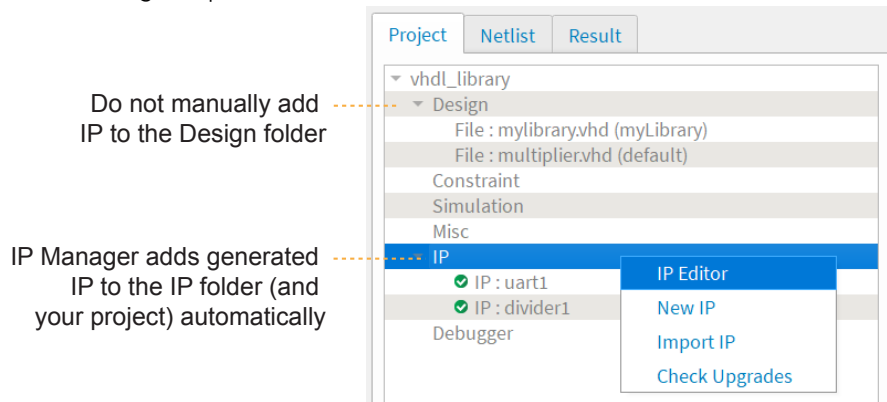 Project
Netlist
Result
vhdl_library
Design
File : mylibrary.vhd (myLibrary)
File : multiplier.vhd (default)
Constraint
Simulation
Misc
IP
IP : uart1
IP : divider1
Debugger
IP Editor
New IP
Import IP
Check Upgrades
Do not manually add
IP to the Design folder
IP Manager adds generated
IP to the IP folder (and
your project) automatically